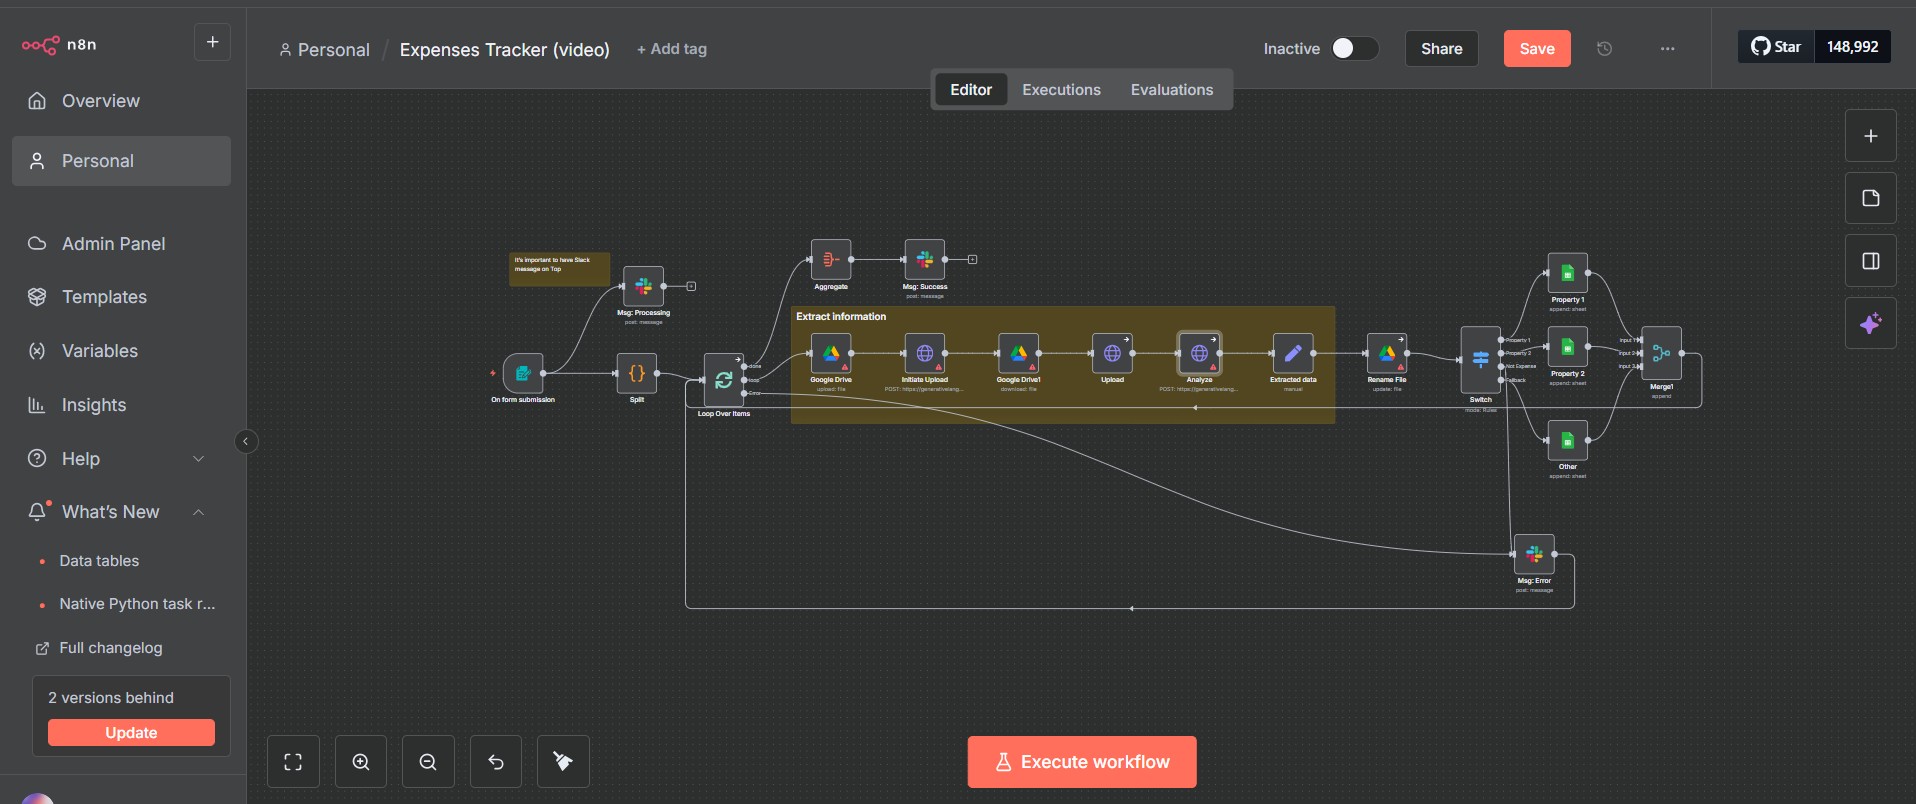 n8n
Personal / Expenses Tracker (video) + Add tag
Inactive
Share
Save
Star 148,992
Editor Executions Evaluations
Overview
Personal
Admin Panel
Templates
Variables
Insights
Help
What's New
Data tables
Native Python task r...
Full changelog
2 versions behind
Update
It's important to have Slack
message on Top
Msg: Processing
post: message
On form submission
Split
Loop Over Items
done
loop
Error
Aggregate
Msg: Success
post: message
Extract information
Google Drive
upload: file
Initiate Upload
POST: https://generativelang...
Google Drive1
download: file
Upload
Analyze
POST: https://generativelang...
Extracted data
manual
Rename File
update: file
Switch
mode: Rules
Property 1
Property 2
Not Expense
Fallback
Property 1
append: sheet
Property 2
append: sheet
Other
append: sheet
Input 1
Input 2
Input 3
Merge1
append
Msg: Error
post: message
Execute workflow